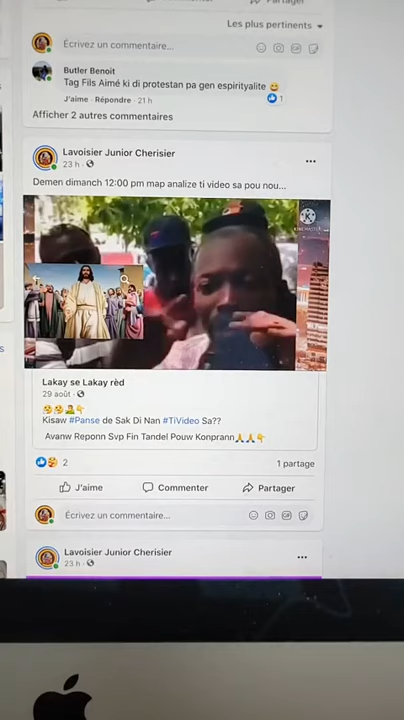 Partager
Les plus pertinents
Écrivez un commentaire...
Butler Benoit
Tag Fils Aimé ki di protestan pa gen espirityalite 😄
J'aime · Répondre · 21 h
1
Afficher 2 autres commentaires
Lavoisier Junior Cherisier
23 h ·
Demen dimanch 12:00 pm map analize ti video sa pou nou...
KINEMASTER
Lakay se Lakay rèd
29 août ·
🤔🤔🤦‍♂️👇
Kisaw #Panse de Sak Di Nan #TiVideo Sa??
Avanw Reponn Svp Fin Tandel Pouw Konprann🙏🙏👇
2
1 partage
J'aime
Commenter
Partager
Écrivez un commentaire...
Lavoisier Junior Cherisier
23 h ·